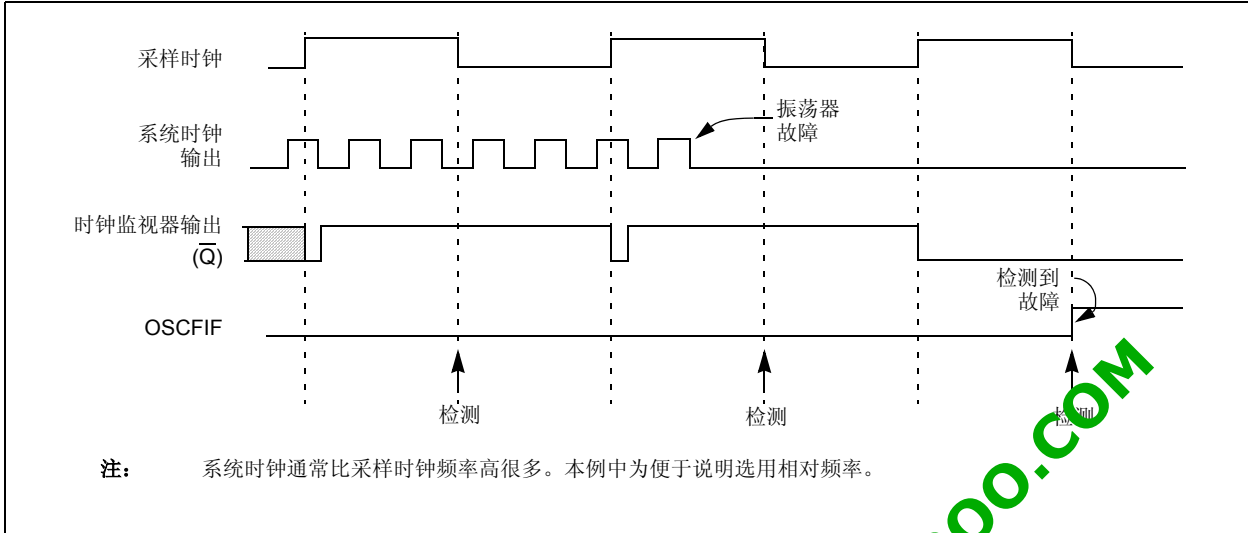 采样时钟
系统时钟
输出
振荡器
故障
时钟监视器输出
(Q)
检测到
故障
OSCFIF
检测
检测
检测
注： 系统时钟通常比采样时钟频率高很多。本例中为便于说明选用相对频率。
OO.COM